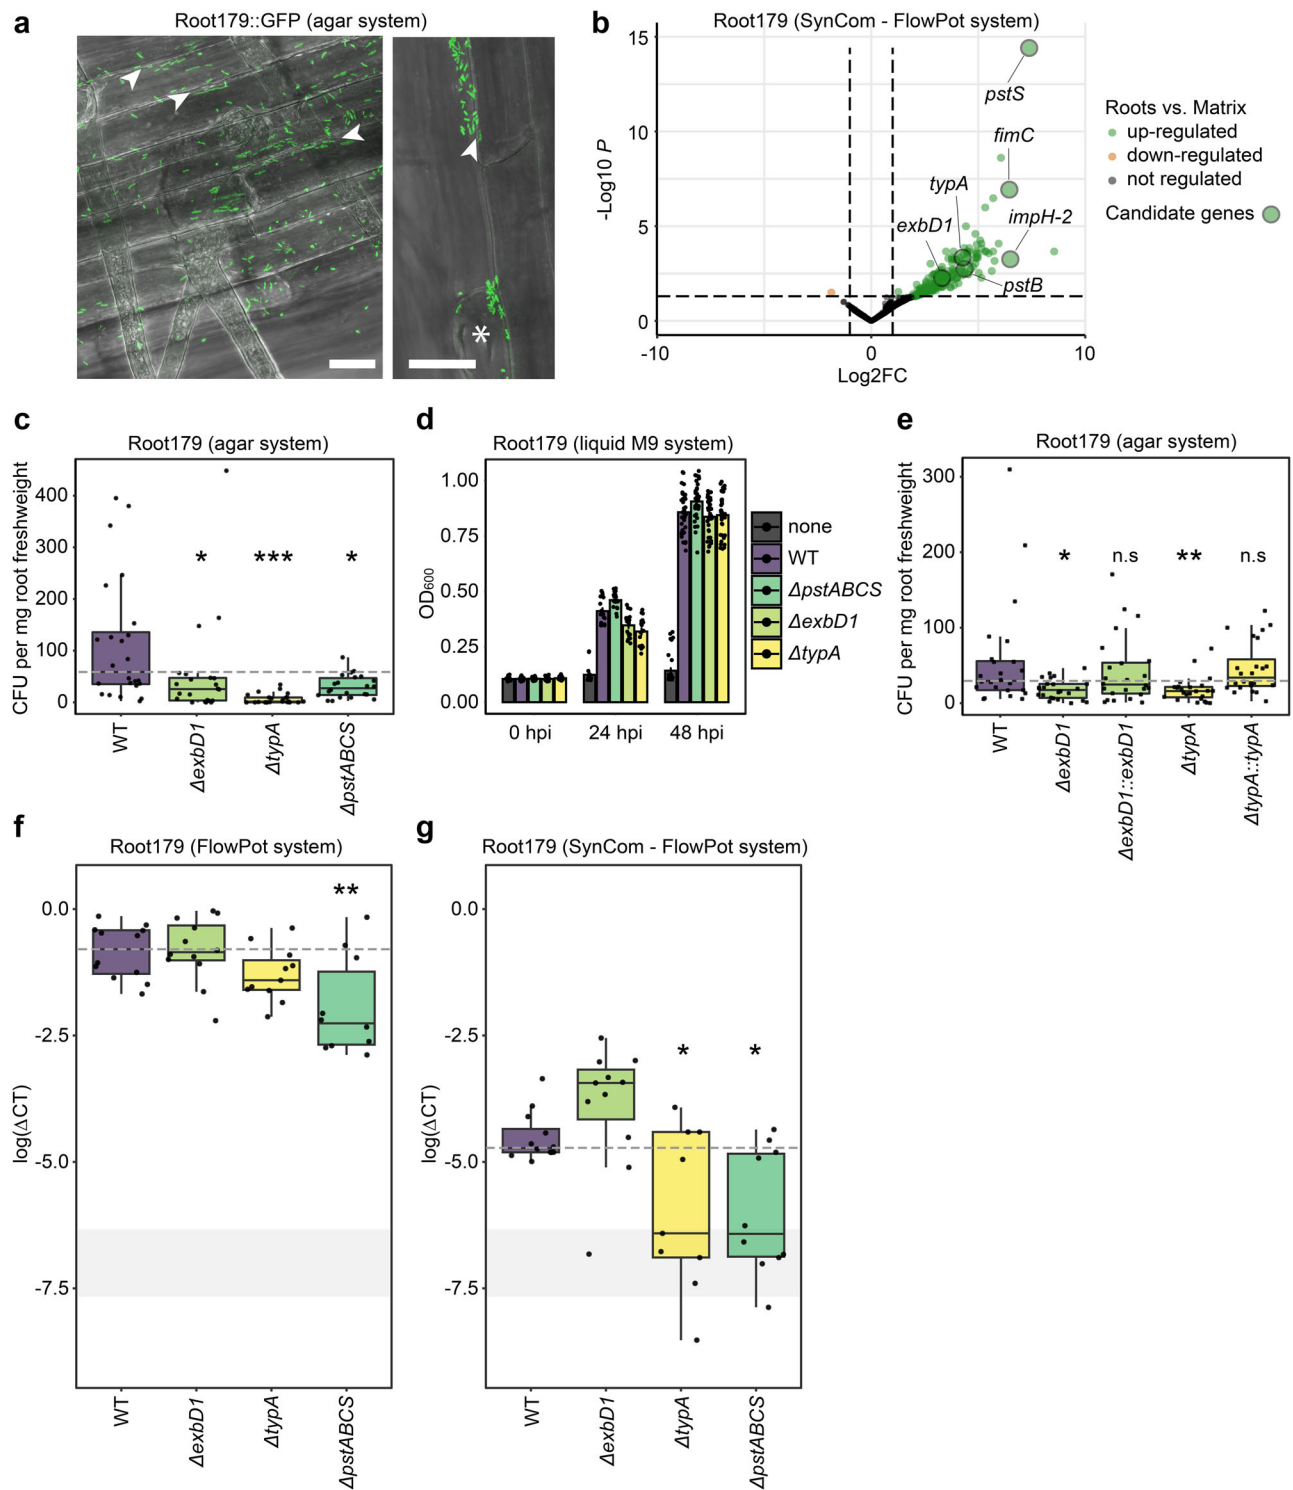 a
Root179::GFP (agar system)
*
b
Root179 (SynCom - FlowPot system)
-Log10 P
15
10
5
0
-10
0
10
Log2FC
pstS
fimC
typA
exbD1
impH-2
pstB
Roots vs. Matrix
up-regulated
down-regulated
not regulated
Candidate genes
c
Root179 (agar system)
CFU per mg root freshweight
400
300
200
100
0
*
***
*
WT
ΔexbD1
ΔtypA
ΔpstABCS
d
Root179 (liquid M9 system)
OD600
1.00
0.75
0.50
0.25
0.00
0 hpi
24 hpi
48 hpi
none
WT
ΔpstABCS
ΔexbD1
ΔtypA
e
Root179 (agar system)
CFU per mg root freshweight
300
200
100
0
*
n.s
**
n.s
WT
ΔexbD1
ΔexbD1::exbD1
ΔtypA
ΔtypA::typA
f
Root179 (FlowPot system)
log(ΔCT)
0.0
-2.5
-5.0
-7.5
**
WT
ΔexbD1
ΔtypA
ΔpstABCS
g
Root179 (SynCom - FlowPot system)
log(ΔCT)
0.0
-2.5
-5.0
-7.5
*
*
WT
ΔexbD1
ΔtypA
ΔpstABCS